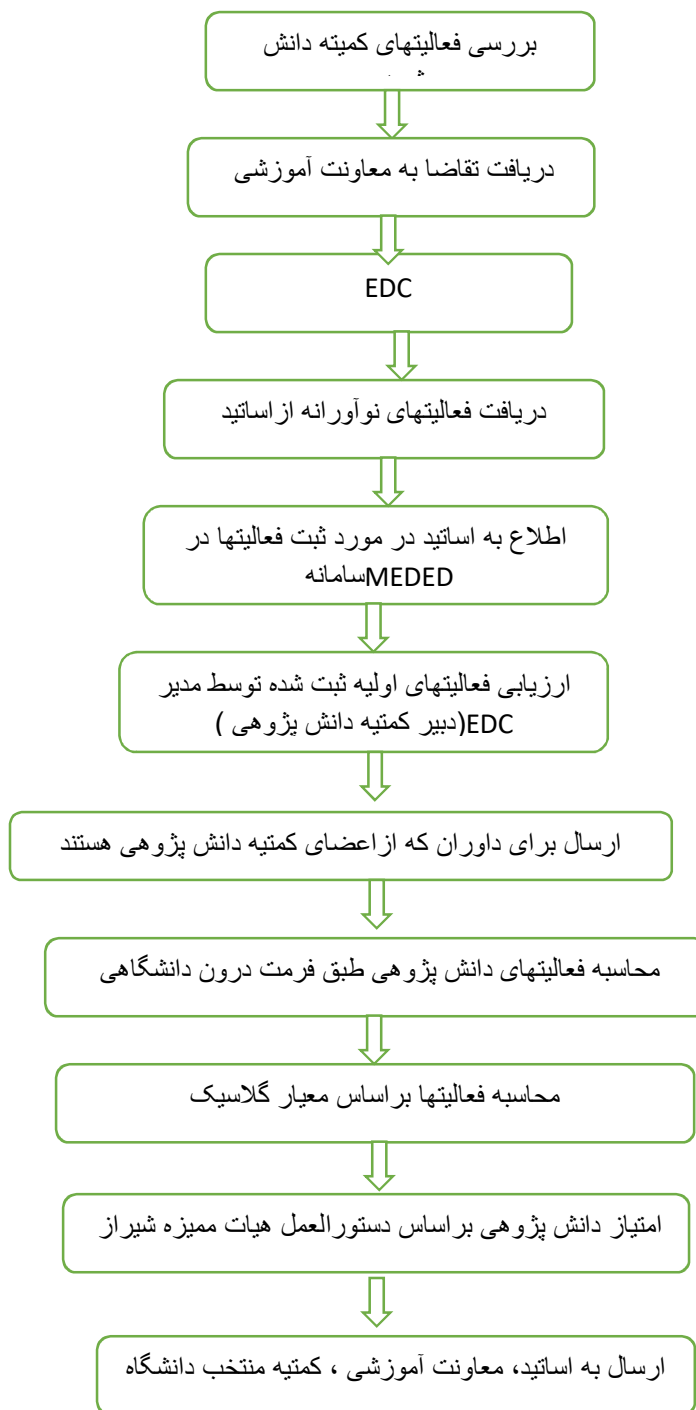 بررسی فعالیتهای کمیته دانش
دریافت تقاضا به معاونت آموزشی
EDC
دریافت فعالیتهای نوآورانه ازاساتید
اطلاع به اساتید در مورد ثبت فعالیتها در
MEDEDسامانه
ارزیابی فعالیتهای اولیه ثبت شده توسط مدیر
EDC(دبیر کمتیه دانش پژوهی )
ارسال برای داوران که ازاعضای کمتیه دانش پژوهی هستند
محاسبه فعالیتهای دانش پژوهی طبق فرمت درون دانشگاهی
محاسبه فعالیتها براساس معیار گلاسیک
امتیاز دانش پژوهی براساس دستورالعمل هیات ممیزه شیراز
ارسال به اساتید، معاونت آموزشی ، کمتیه منتخب دانشگاه